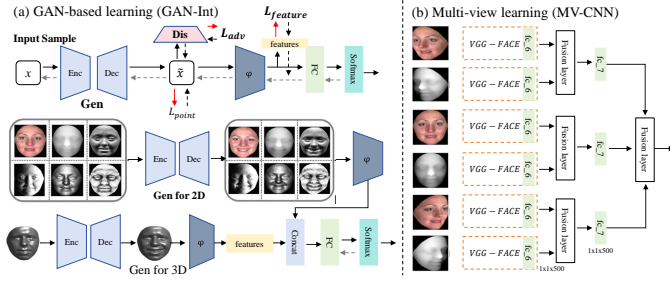 (a) GAN-based learning (GAN-Int)
Input Sample
x
Enc
Dec
Gen
Dis
L_adv
x̃
L_point
φ
L_feature
features
FC
Softmax
Enc
Dec
Gen for 2D
φ
Enc
Dec
Gen for 3D
φ
features
Concat
FC
Softmax
(b) Multi-view learning (MV-CNN)
VGG – FACE
fc_6
VGG – FACE
fc_6
Fusion layer
fc_7
VGG – FACE
fc_6
VGG – FACE
fc_6
Fusion layer
fc_7
Fusion layer
VGG – FACE
fc_6
VGG – FACE
fc_6
Fusion layer
fc_7
1x1x500
1x1x500